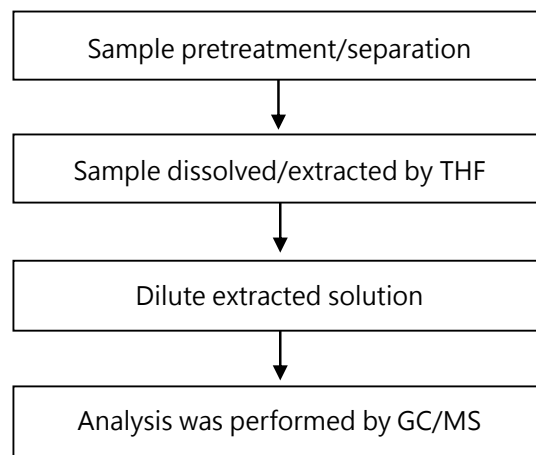 Sample pretreatment/separation
Sample dissolved/extracted by THF
Dilute extracted solution
Analysis was performed by GC/MS